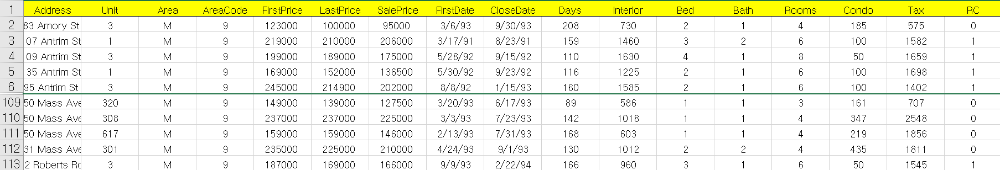 1 Address Unit Area AreaCode FirstPrice LastPrice SalePrice FirstDate CloseDate Days Interior Bed Bath Rooms Condo Tax RC
2 83 Amory St 3 M 9 123000 100000 95000 3/6/93 9/30/93 208 730 2 1 4 185 575 0
3 07 Antrim St 1 M 9 219000 210000 206000 3/17/91 8/23/91 159 1460 3 2 6 100 1582 1
4 09 Antrim St 3 M 9 199000 189000 175000 5/28/92 9/15/92 110 1630 4 1 8 50 1659 1
5 35 Antrim St 1 M 9 169000 152000 136500 5/30/92 9/23/92 116 1225 2 1 6 100 1698 1
6 95 Antrim St 3 M 9 245000 214900 202000 8/8/92 1/15/93 160 1585 2 1 6 100 1402 1
109 50 Mass Ave 320 M 9 149000 139000 127500 3/20/93 6/17/93 89 586 1 1 3 161 707 0
110 50 Mass Ave 308 M 9 237000 237000 225000 3/3/93 7/23/93 142 1018 1 1 4 347 2548 0
111 50 Mass Ave 617 M 9 159000 159000 146000 2/13/93 7/31/93 168 603 1 1 4 219 1856 0
112 31 Mass Ave 301 M 9 235000 225000 210000 4/24/93 9/1/93 130 1012 2 2 4 435 1811 0
113 2 Roberts Rc 3 M 9 187000 169000 166000 9/9/93 2/22/94 166 960 3 1 6 50 1545 1